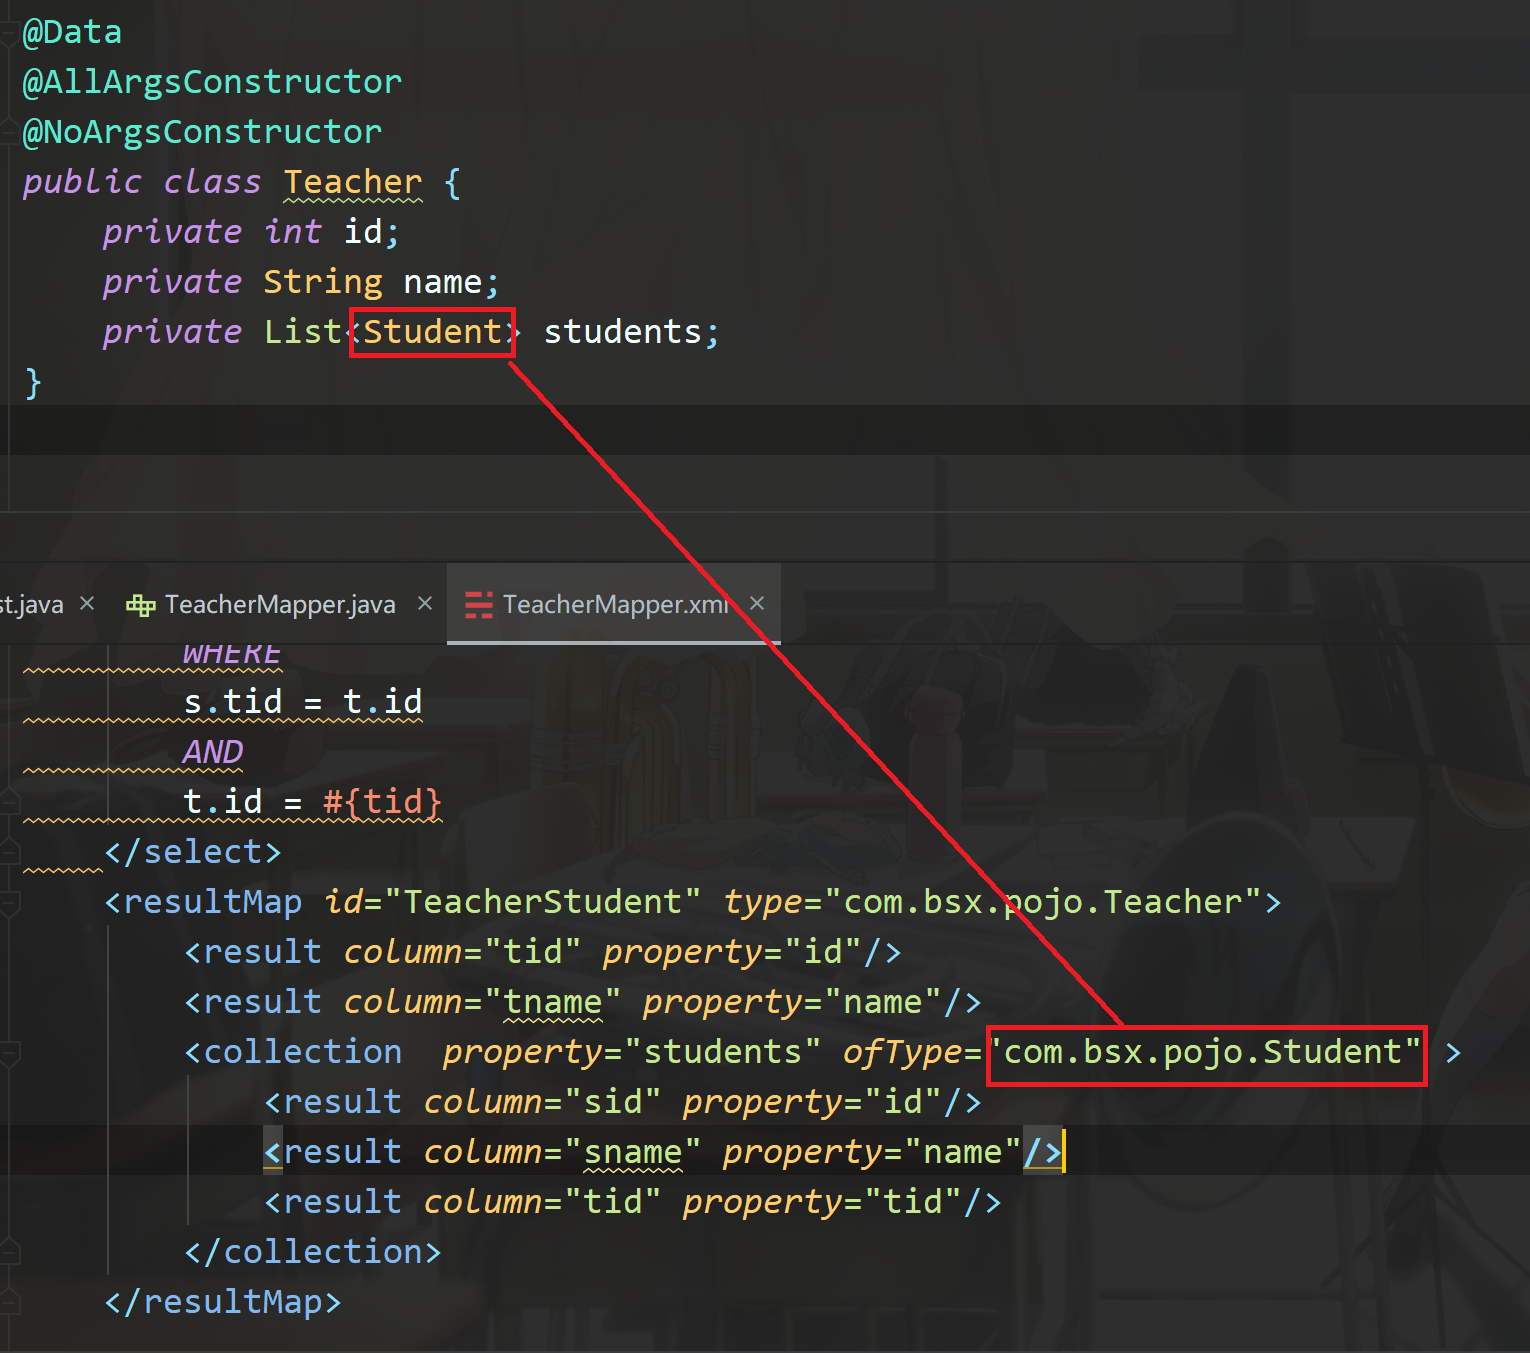 @Data
@AllArgsConstructor
@NoArgsConstructor
public class Teacher {
    private int id;
    private String name;
    private List<Student> students;
}
st.java × TeacherMapper.java × TeacherMapper.xml ×
        WHERE
        s.tid = t.id
        AND
        t.id = #{tid}
    </select>
    <resultMap id="TeacherStudent" type="com.bsx.pojo.Teacher">
        <result column="tid" property="id"/>
        <result column="tname" property="name"/>
        <collection  property="students" ofType="com.bsx.pojo.Student" >
            <result column="sid" property="id"/>
            <result column="sname" property="name"/>
            <result column="tid" property="tid"/>
        </collection>
    </resultMap>